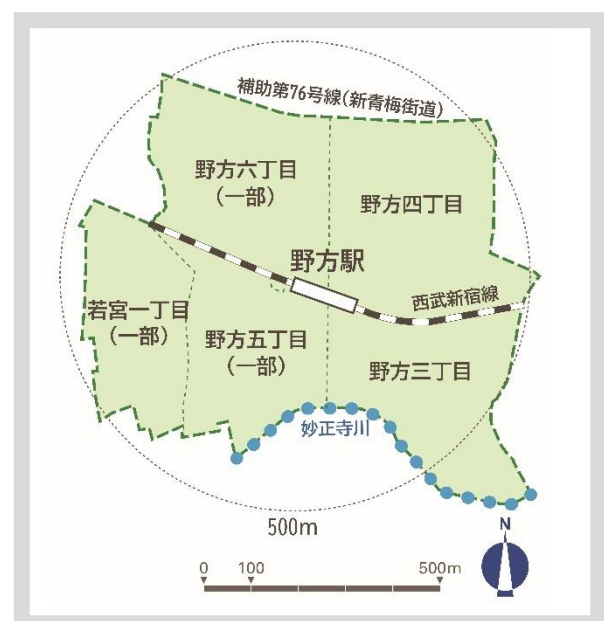 補助第76号線(新青梅街道)
野方六丁目
(一部)
野方四丁目
野方駅
西武新宿線
若宮一丁目
(一部)
野方五丁目
(一部)
野方三丁目
妙正寺川
500m
N
0 100 500m